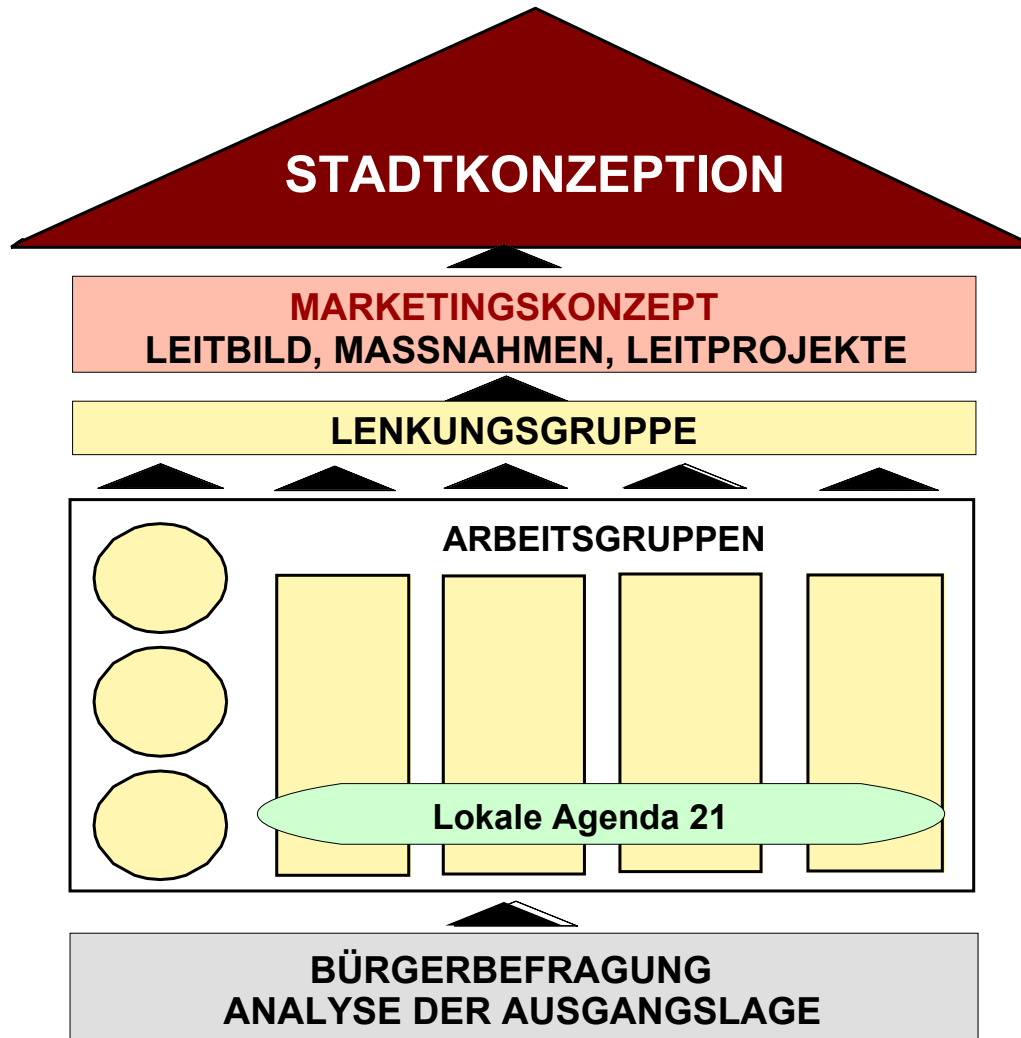 STADTKONZEPTION
MARKETINGSKONZEPT
LEITBILD, MASSNAHMEN, LEITPROJEKTE
LENKUNGSGRUPPE
ARBEITSGRUPPEN
Lokale Agenda 21
BÜRGERBEFRAGUNG
ANALYSE DER AUSGANGSLAGE